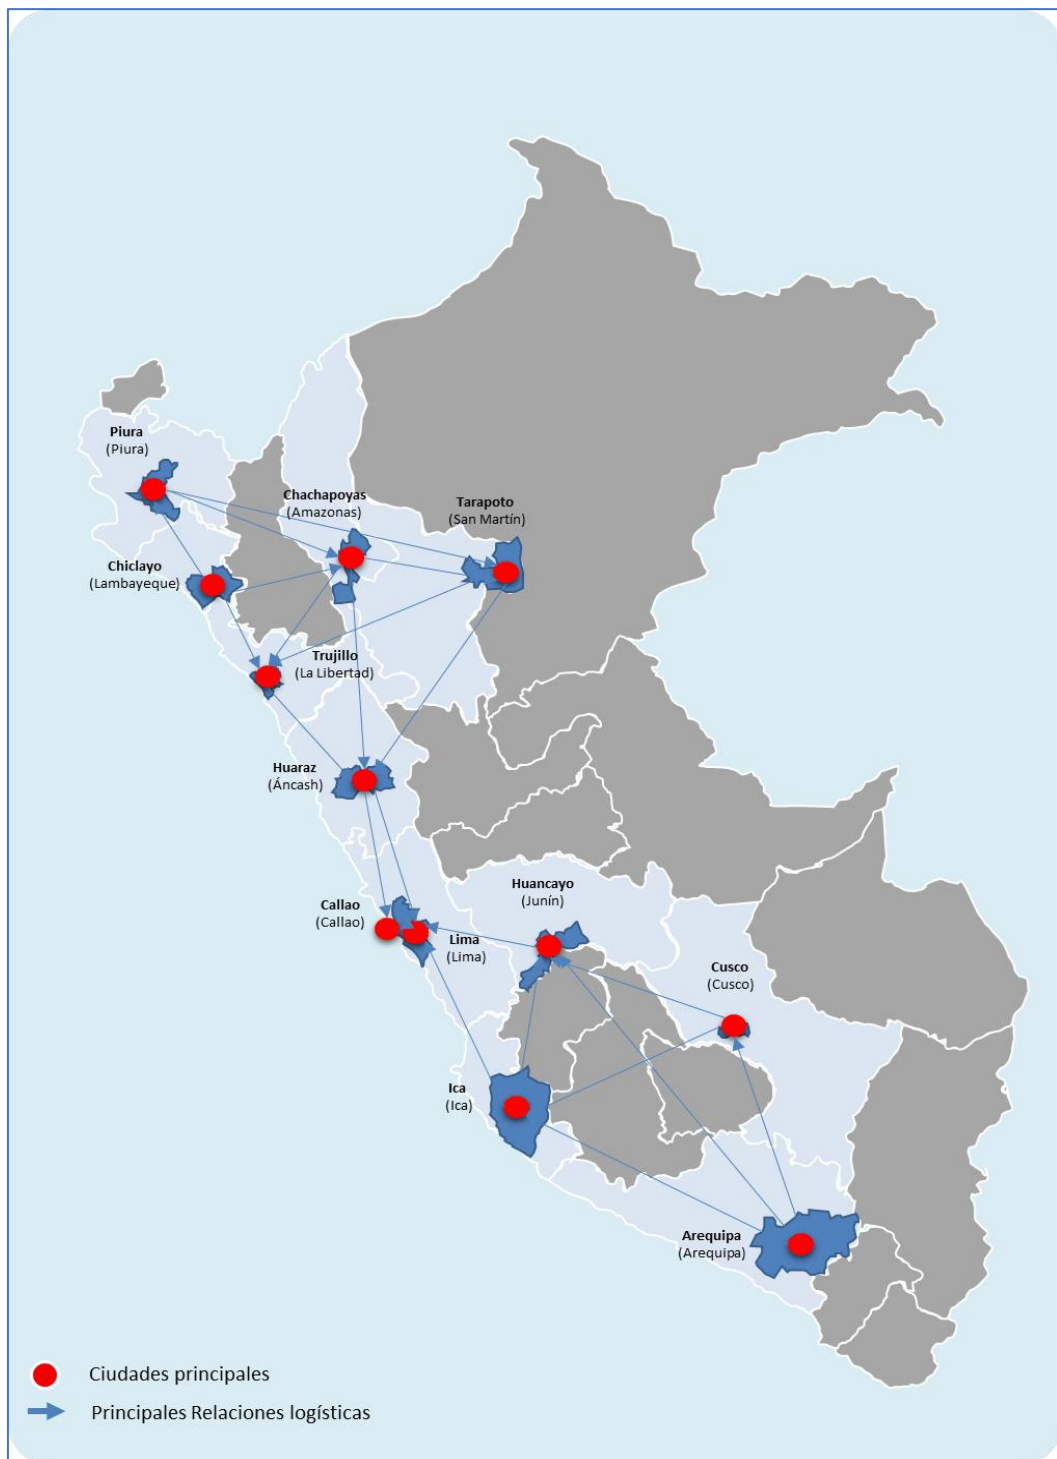 Piura
(Piura)
Chachapoyas
(Amazonas)
Tarapoto
(San Martín)
Chiclayo
(Lambayeque)
Trujillo
(La Libertad)
Huaraz
(Áncash)
Huancayo
(Junín)
Callao
(Callao)
Lima
(Lima)
Cusco
(Cusco)
Ica
(Ica)
Arequipa
(Arequipa)
Ciudades principales
Principales Relaciones logísticas